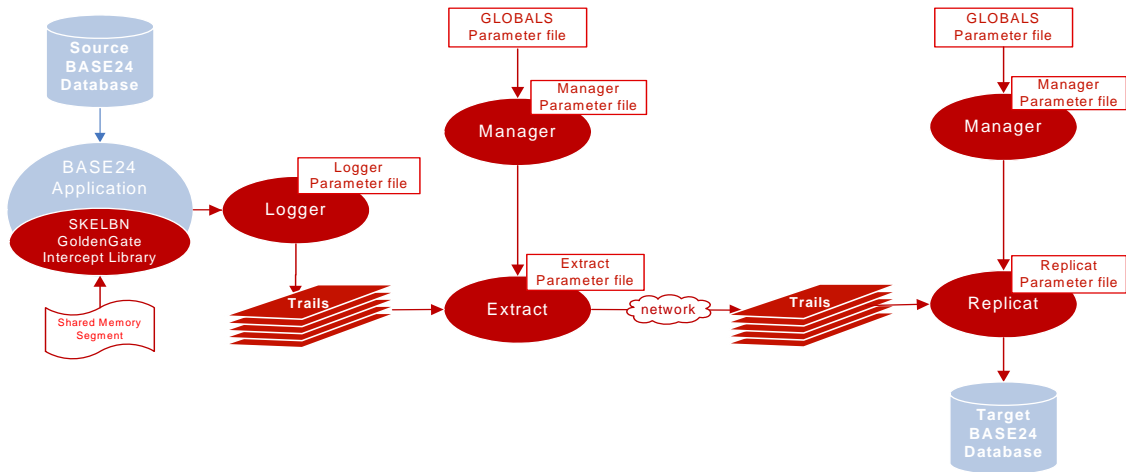 Source
BASE24
Database
BASE24
Application
SKELBN
GoldenGate
Intercept Library
Shared Memory
Segment
Logger
Parameter file
Logger
Trails
GLOBALS
Parameter file
Manager
Parameter file
Manager
Extract
Parameter file
Extract
network
Trails
GLOBALS
Parameter file
Manager
Parameter file
Manager
Replicat
Parameter file
Replicat
Target
BASE24
Database